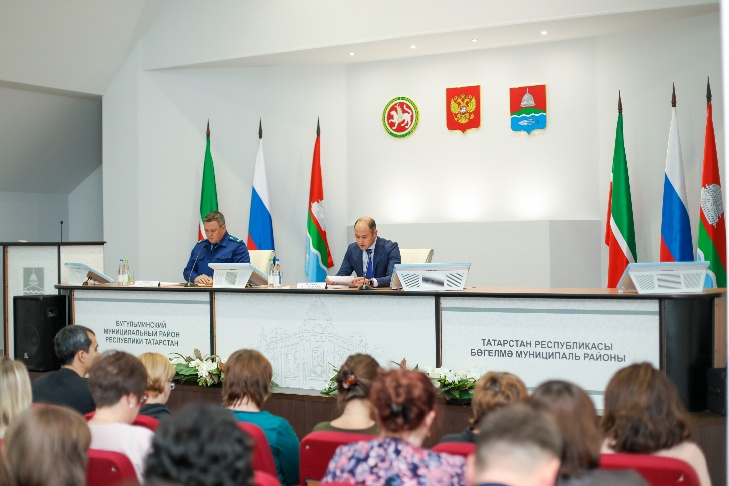 БУГУЛЬМИНСКИЙ
МУНИЦИПАЛЬНЫЙ РАЙОН
РЕСПУБЛИКИ ТАТАРСТАН
ТАТАРСТАН РЕСПУБЛИКАСЫ
БӨГЕЛМӘ МУНИЦИПАЛЬ РАЙОНЫ